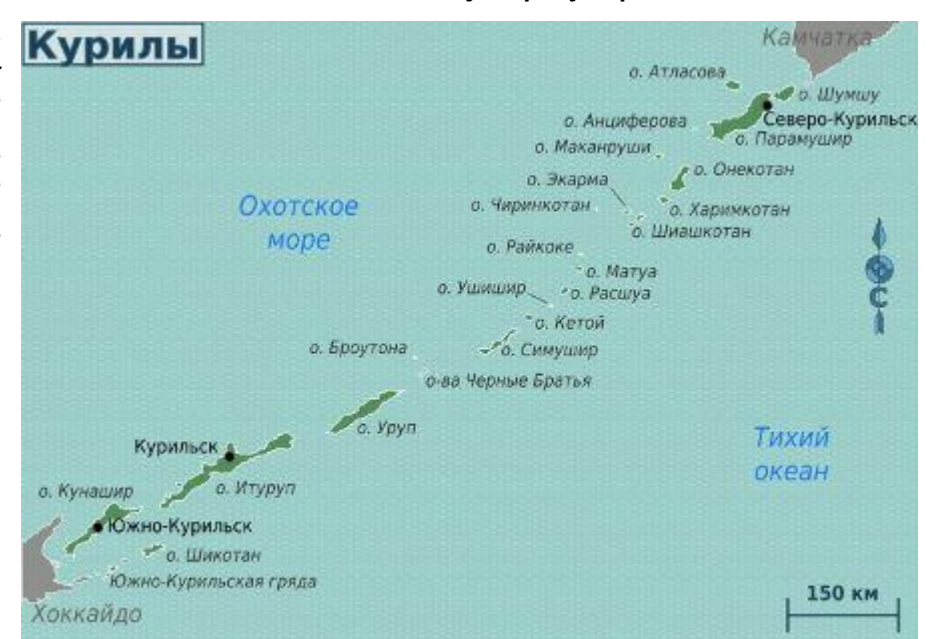 Курилы
Камчатка
о. Атласова
о. Шумшу
Северо-Курильск
о. Анциферова
о. Парамушир
о. Маканруши
о. Онекотан
о. Экарма
о. Чиринкотан
о. Харимкотан
о. Шиашкотан
Охотское
море
о. Райкоке
о. Матуа
о. Ушишир
о. Расшуа
С
о. Кетой
о. Броутона
о. Симушир
о-ва Черные Братья
о. Уруп
Тихий
океан
Курильск
о. Итуруп
о. Кунашир
Южно-Курильск
о. Шикотан
Южно-Курильская гряда
Хоккайдо
150 км